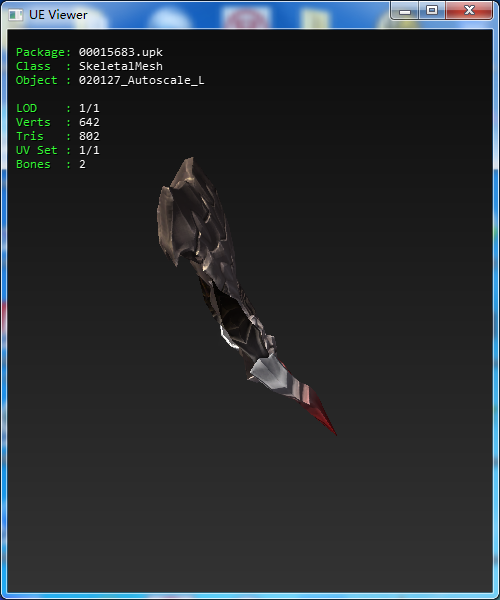 UE Viewer
Package: 00015683.upk
Class : SkeletalMesh
Object : 020127_Autoscale_L
LOD : 1/1
Verts : 642
Tris : 802
UV Set : 1/1
Bones : 2